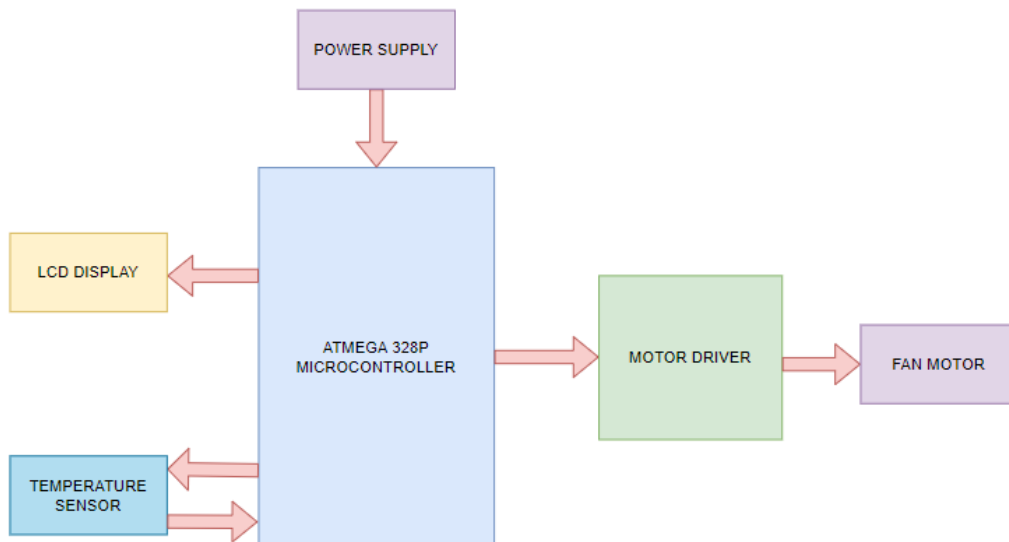 POWER SUPPLY
LCD DISPLAY
ATMEGA 328P
MICROCONTROLLER
MOTOR DRIVER
FAN MOTOR
TEMPERATURE
SENSOR